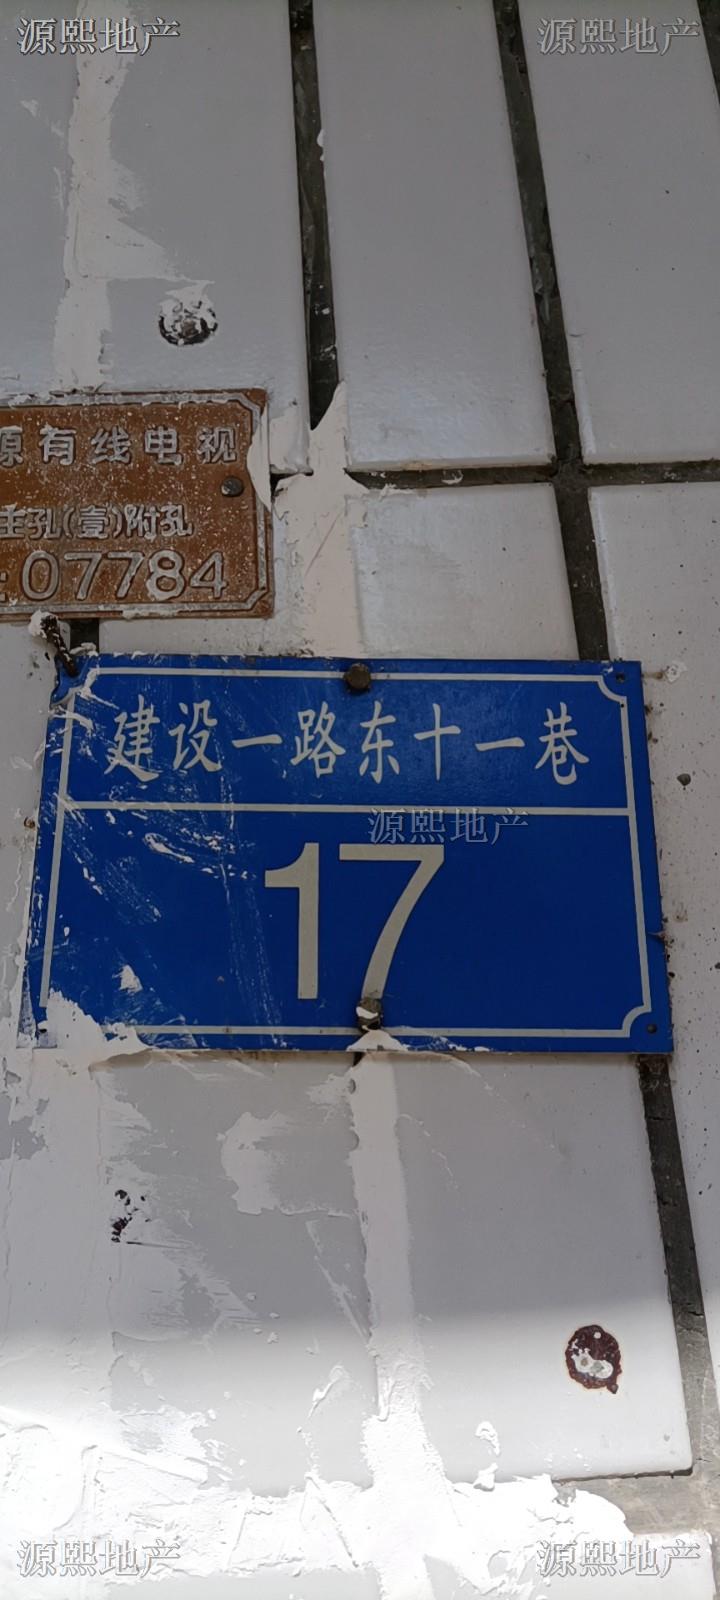 源熙地产 源熙地产
源有线电视
主孔(壹)附孔
: 07784
建设一路东十一巷
源熙地产
17
源熙地产 源熙地产